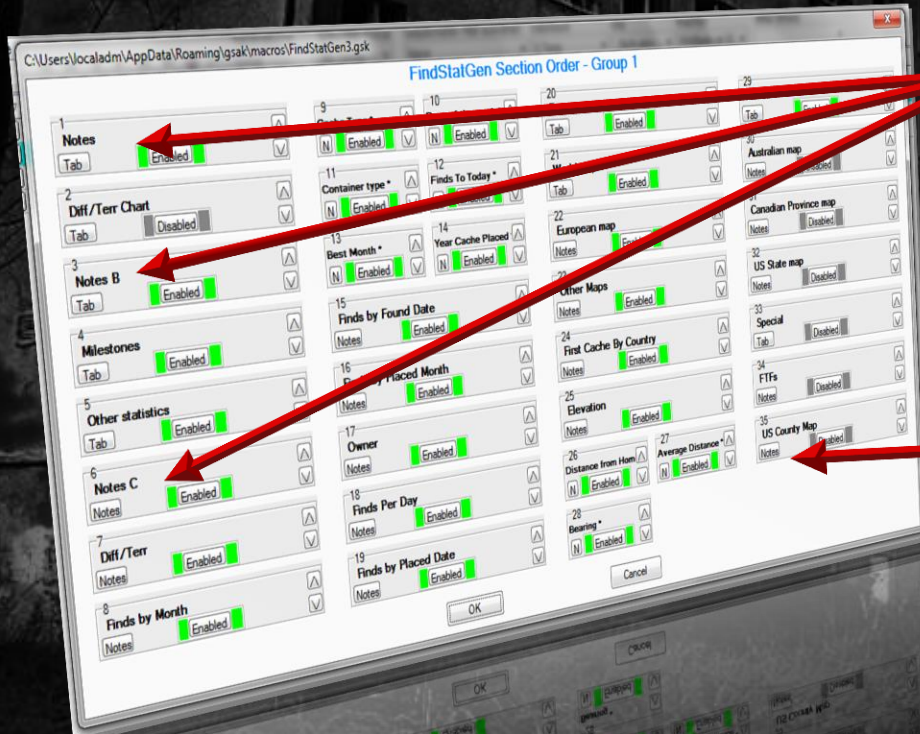 C:\Users\localadm\AppData\Roaming\gsak\macros\FindStatGen3.gsk
FindStatGen Section Order - Group 1
1
Notes
Tab
Enabled
2
Diff/Terr Chart
Tab
Disabled
3
Notes B
Tab
Enabled
4
Milestones
Tab
Enabled
5
Other statistics
Tab
Enabled
6
Notes C
Notes
Enabled
7
Diff/Terr
Notes
Enabled
8
Finds by Month
Notes
Enabled
9
N
Enabled
10
N
Enabled
11
Container type *
N
Enabled
12
Finds To Today *
N
Enabled
13
Best Month *
N
Enabled
14
Year Cache Placed
N
Enabled
15
Finds by Found Date
Notes
Enabled
16
Placed Month
Notes
Enabled
17
Owner
Notes
Enabled
18
Finds Per Day
Notes
Enabled
19
Finds by Placed Date
Notes
Enabled
20
Tab
Enabled
21
Tab
Enabled
22
European map
Notes
Enabled
Other Maps
Notes
Enabled
24
First Cache By Country
Notes
Enabled
25
Elevation
Notes
Enabled
26
Distance from Hom
N
Enabled
27
Average Distance *
N
Enabled
28
Bearing *
N
Enabled
29
Tab
Enabled
30
Australian map
Notes
Disabled
Canadian Province map
Notes
Disabled
32
US State map
Notes
Disabled
33
Special
Tab
Disabled
34
FTFs
Notes
Disabled
35
US County Map
Notes
Disabled
OK
Cancel